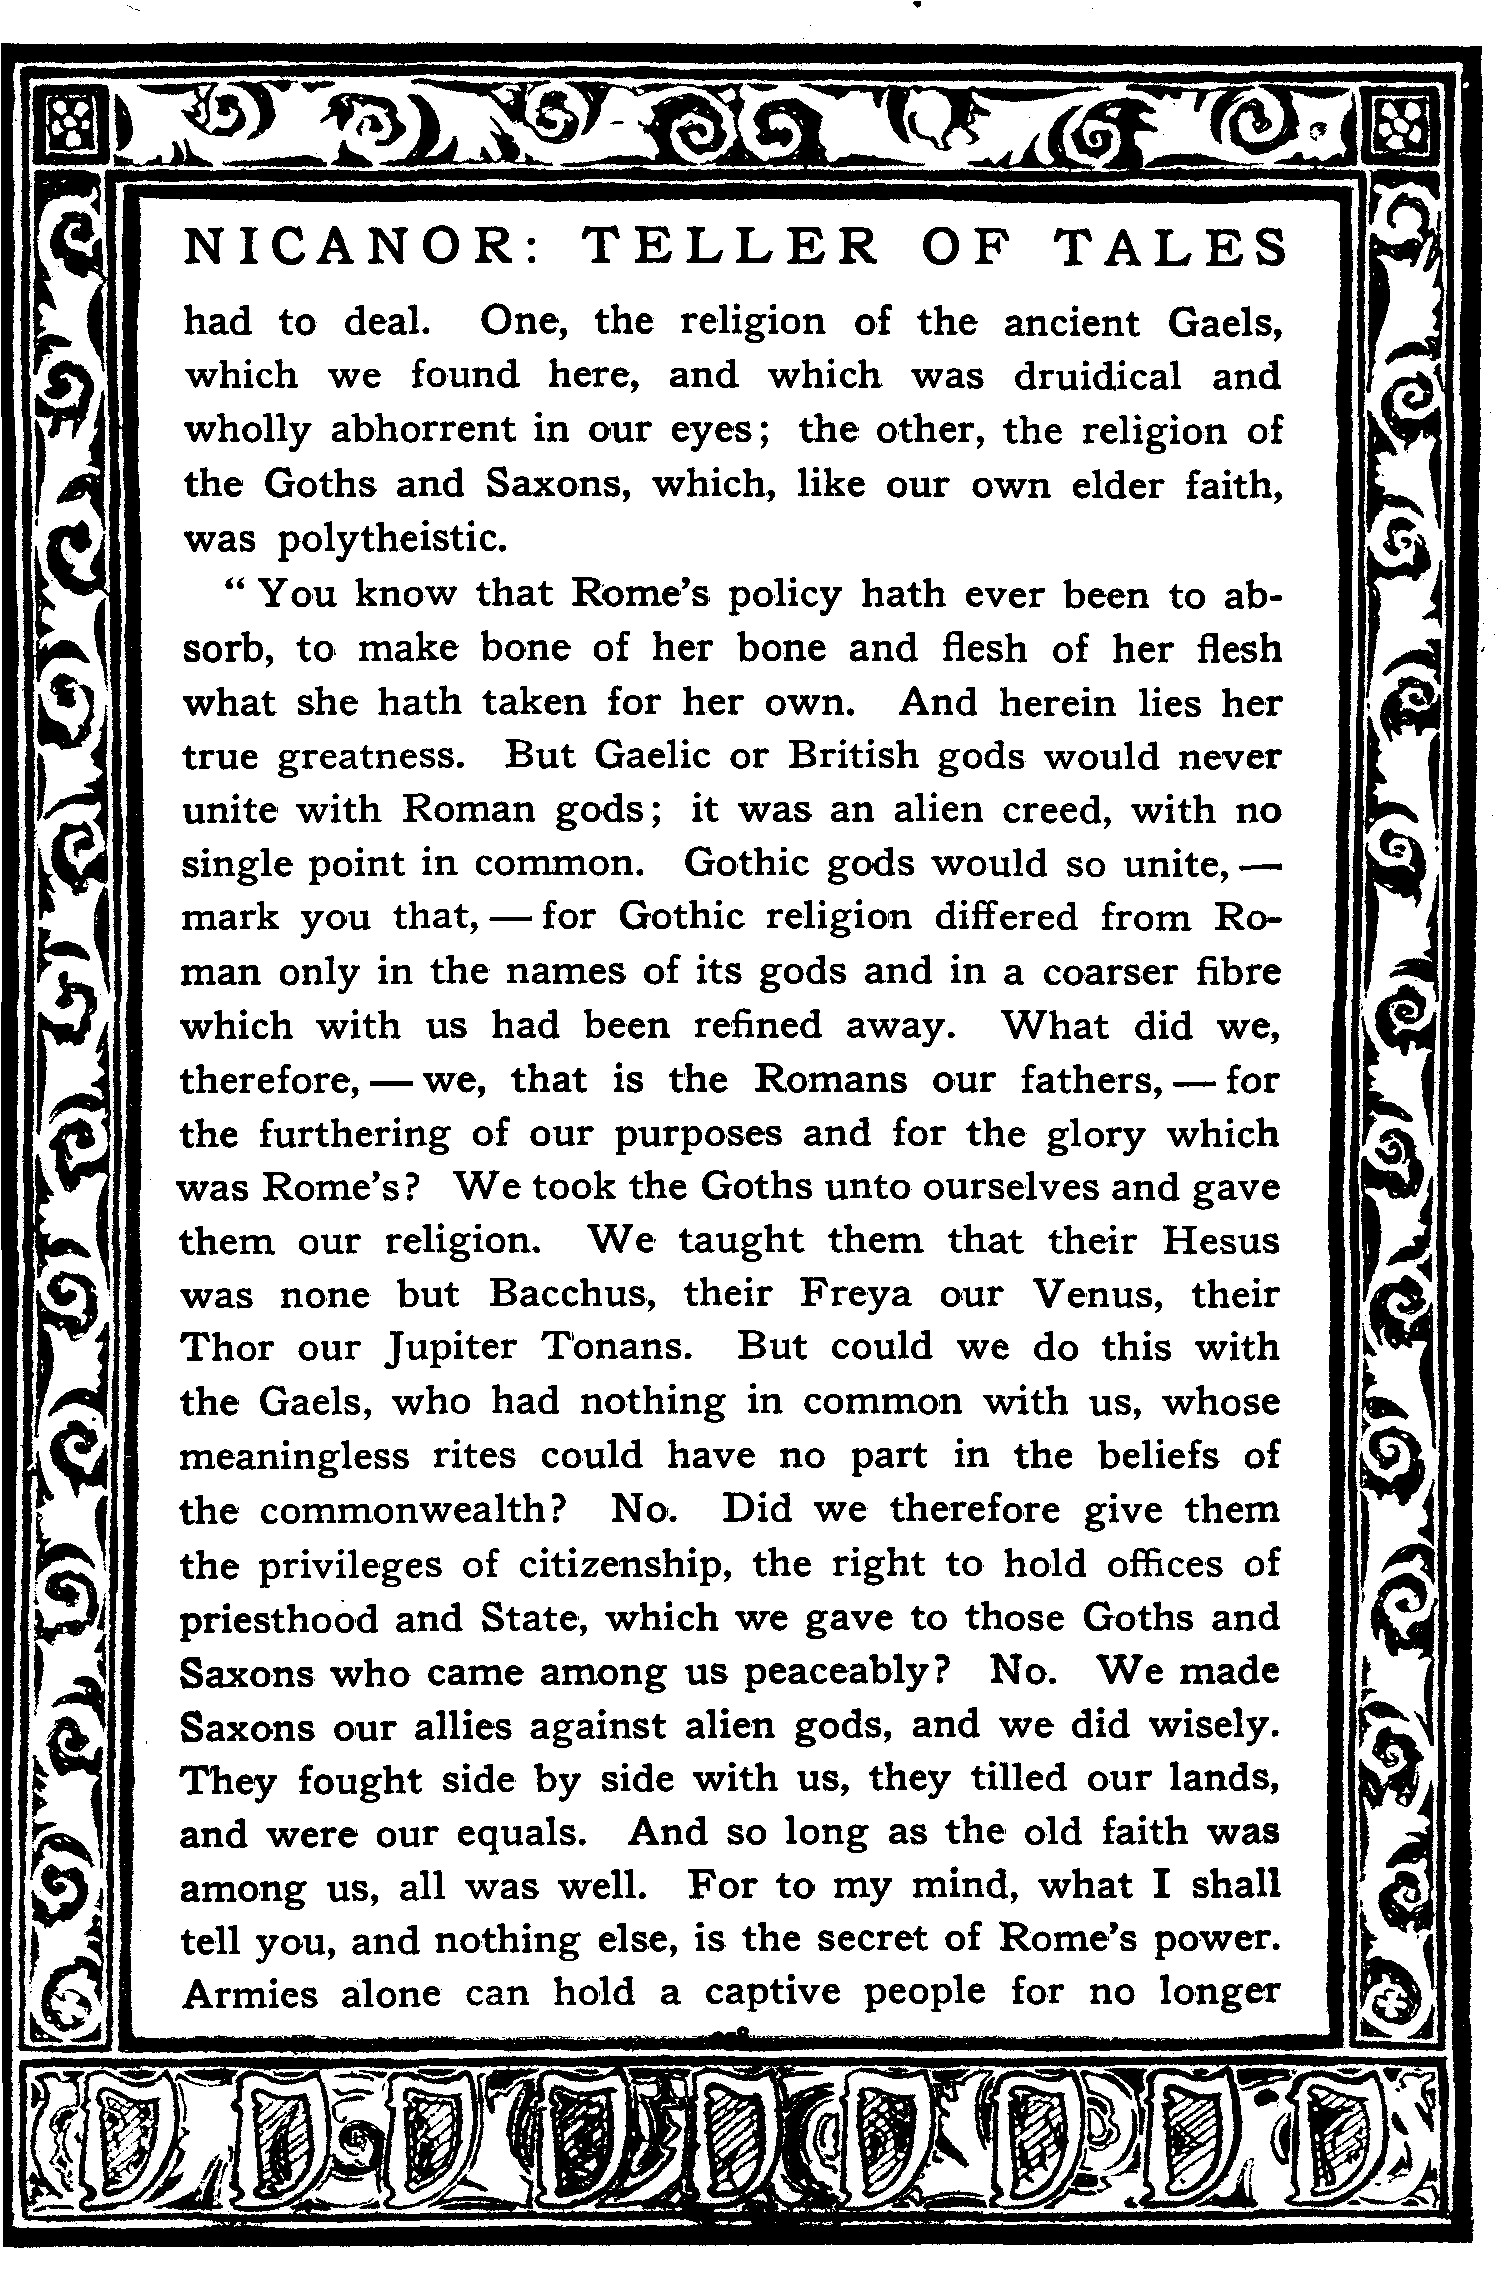 NICANOR: TELLER OF TALES
had to deal. One, the religion of the ancient Gaels,
which we found here, and which was druidical and
wholly abhorrent in our eyes; the other, the religion of
the Goths and Saxons, which, like our own elder faith,
was polytheistic.
“ You know that Rome’s policy hath ever been to ab-
sorb, to make bone of her bone and flesh of her flesh
what she hath taken for her own. And herein lies her
true greatness. But Gaelic or British gods would never
unite with Roman gods; it was an alien creed, with no
single point in common. Gothic gods would so unite, —
mark you that, — for Gothic religion differed from Ro-
man only in the names of its gods and in a coarser fibre
which with us had been refined away. What did we,
therefore, — we, that is the Romans our fathers, — for
the furthering of our purposes and for the glory which
was Rome’s? We took the Goths unto ourselves and gave
them our religion. We taught them that their Hesus
was none but Bacchus, their Freya our Venus, their
Thor our Jupiter Tonans. But could we do this with
the Gaels, who had nothing in common with us, whose
meaningless rites could have no part in the beliefs of
the commonwealth? No. Did we therefore give them
the privileges of citizenship, the right to hold offices of
priesthood and State, which we gave to those Goths and
Saxons who came among us peaceably? No. We made
Saxons our allies against alien gods, and we did wisely.
They fought side by side with us, they tilled our lands,
and were our equals. And so long as the old faith was
among us, all was well. For to my mind, what I shall
tell you, and nothing else, is the secret of Rome’s power.
Armies alone can hold a captive people for no longer